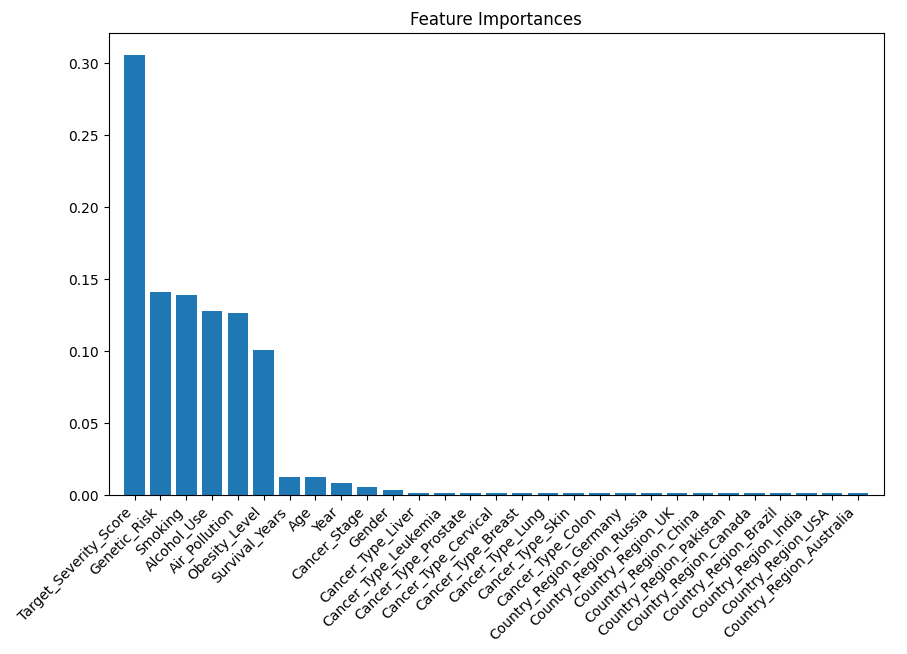 Feature Importances
0.30
0.25
0.20
0.15
0.10
0.05
0.00
Target_Severity_Score
Genetic_Risk
Smoking
Alcohol_Use
Air_Pollution
Obesity_Level
Survival_Years
Age
Year
Cancer_Stage
Gender
Cancer_Type_Liver
Cancer_Type_Leukemia
Cancer_Type_Prostate
Cancer_Type_Cervical
Cancer_Type_Breast
Cancer_Type_Lung
Cancer_Type_Skin
Cancer_Type_Colon
Country_Region_Germany
Country_Region_Russia
Country_Region_UK
Country_Region_China
Country_Region_Pakistan
Country_Region_Canada
Country_Region_Brazil
Country_Region_India
Country_Region_USA
Country_Region_Australia